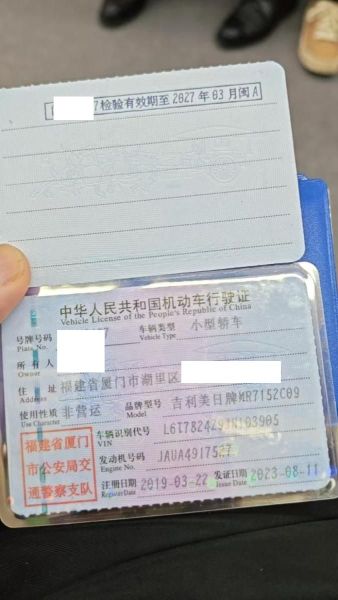 7检验有效期至2027年03月闽A
中华人民共和国机动车行驶证
Vehicle License of the People's Republic of China
号牌号码 Plate No. 车辆类型 Vehicle Type 小型轿车
所有人 Owner
住址 Address 福建省厦门市湖里区
使用性质 Use Character 非营运 品牌型号 Model 吉利美日牌MR7152C09
福建省厦门市公安局交通警察支队
车辆识别代号 VIN
发动机号码 Engine No. JAUA4917527
注册日期 Register Date 2019-03-22 发证日期 Issue Date 2023-08-11